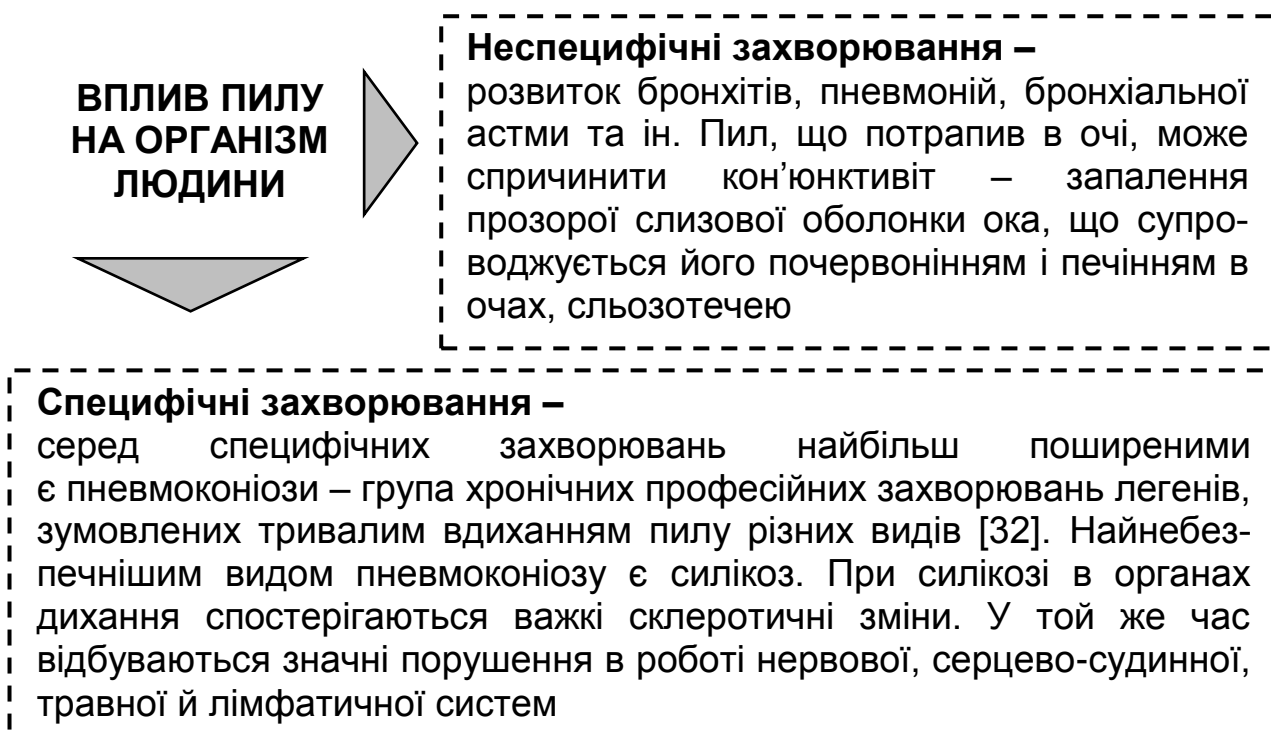 ВПЛИВ ПИЛУ
НА ОРГАНІЗМ
ЛЮДИНИ
Неспецифічні захворювання –
розвиток бронхітів, пневмоній, бронхіальної
астми та ін. Пил, що потрапив в очі, може
спричинити кон’юнктивіт – запалення
прозорої слизової оболонки ока, що супро-
воджується його почервонінням і печінням в
очах, сльозотечею
Специфічні захворювання –
серед специфічних захворювань найбільш поширеними
є пневмоконіози – група хронічних професійних захворювань легенів,
зумовлених тривалим вдиханням пилу різних видів [32]. Найнебез-
печнішим видом пневмоконіозу є силікоз. При силікозі в органах
дихання спостерігаються важкі склеротичні зміни. У той же час
відбуваються значні порушення в роботі нервової, серцево-судинної,
травної й лімфатичної систем